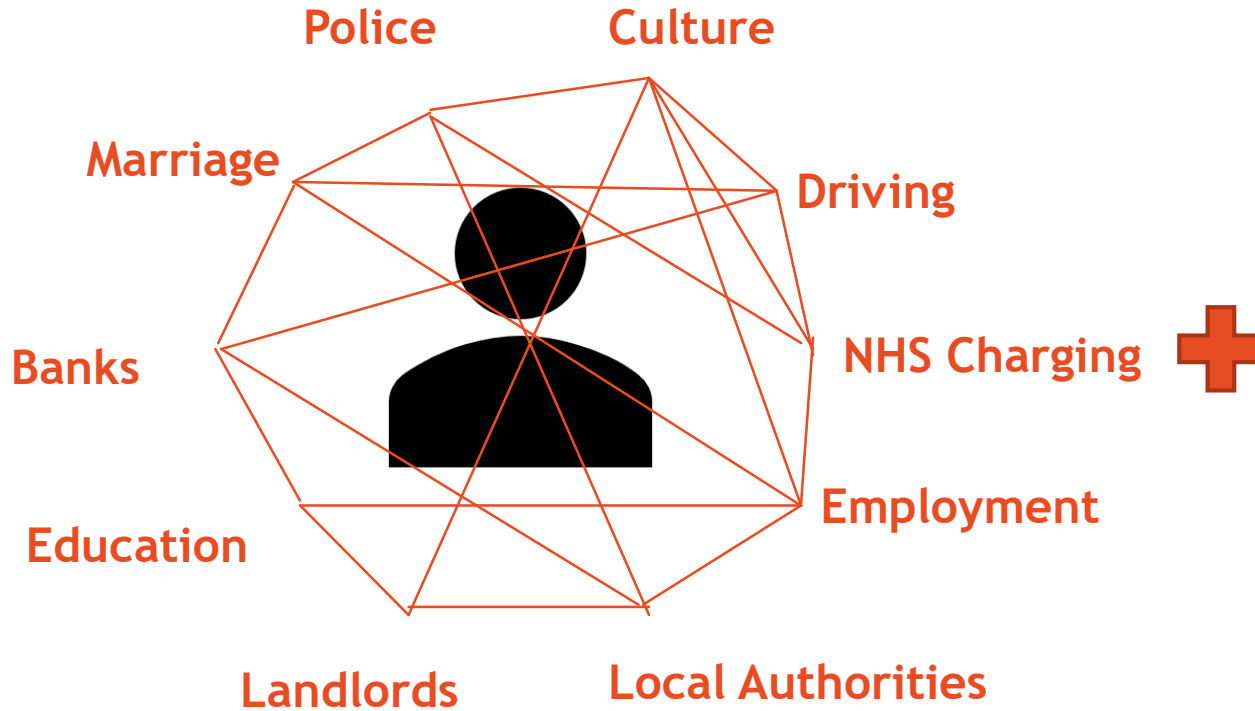 Police
Culture
Marriage
Driving
Banks
NHS Charging
Education
Employment
Landlords
Local Authorities